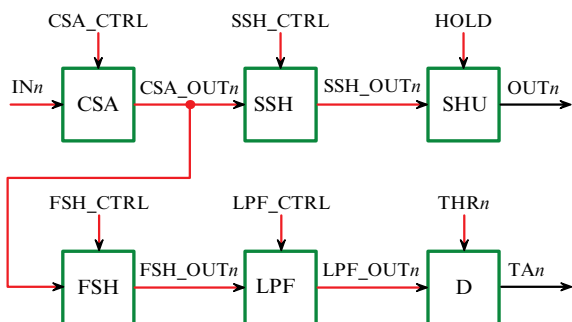 CSA_CTRL SSH_CTRL HOLD
INn CSA CSA_OUTn SSH SSH_OUTn SHU OUTn
FSH_CTRL LPF_CTRL THRn
FSH FSH_OUTn LPF LPF_OUTn D TAn